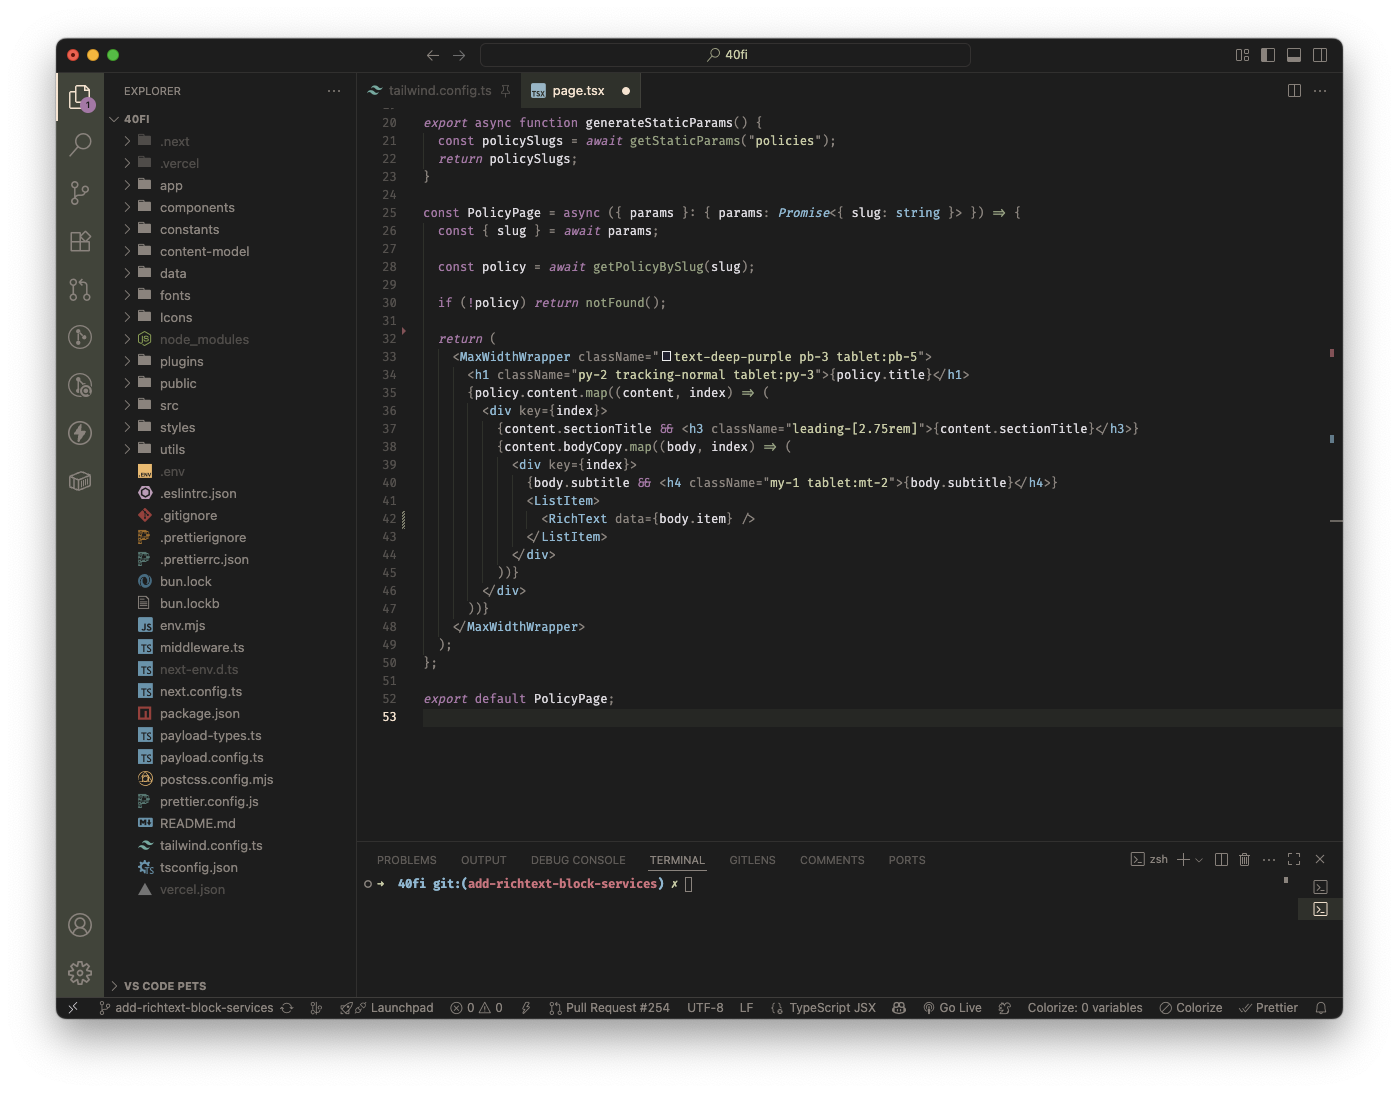 40fi
EXPLORER
tailwind.config.ts
page.tsx
1
40FI
.next
.vercel
app
components
constants
content-model
data
fonts
Icons
node_modules
plugins
public
src
styles
utils
.env
.eslintrc.json
.gitignore
.prettierignore
.prettierrc.json
bun.lock
bun.lockb
env.mjs
middleware.ts
next-env.d.ts
next.config.ts
package.json
payload-types.ts
payload.config.ts
postcss.config.mjs
prettier.config.js
README.md
tailwind.config.ts
tsconfig.json
vercel.json
VS CODE PETS
20 export async function generateStaticParams() {
21 const policySlugs = await getStaticParams("policies");
22 return policySlugs;
23 }
24
25 const PolicyPage = async ({ params }: { params: Promise<{ slug: string }> }) => {
26 const { slug } = await params;
27
28 const policy = await getPolicyBySlug(slug);
29
30 if (!policy) return notFound();
31
32 return (
33 <MaxWidthWrapper className="text-deep-purple pb-3 tablet:pb-5">
34 <h1 className="py-2 tracking-normal tablet:py-3">{policy.title}</h1>
35 {policy.content.map((content, index) => (
36 <div key={index}>
37 {content.sectionTitle && <h3 className="leading-[2.75rem]">{content.sectionTitle}</h3>}
38 {content.bodyCopy.map((body, index) => (
39 <div key={index}>
40 {body.subtitle && <h4 className="my-1 tablet:mt-2">{body.subtitle}</h4>}
41 <ListItem>
42 <RichText data={body.item} />
43 </ListItem>
44 </div>
45 ))}
46 </div>
47 ))}
48 </MaxWidthWrapper>
49 );
50 };
51
52 export default PolicyPage;
53
PROBLEMS OUTPUT DEBUG CONSOLE TERMINAL GITLENS COMMENTS PORTS
zsh
➜ 40fi git:(add-richtext-block-services) ✗
add-richtext-block-services Launchpad 0 0 Pull Request #254 UTF-8 LF TypeScript JSX Go Live Colorize: 0 variables Colorize Prettier